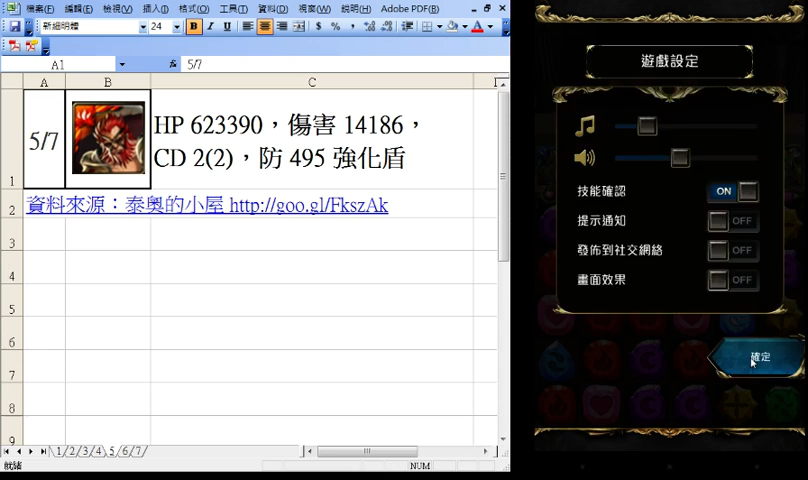 檔案(F) 編輯(E) 檢視(V) 插入(I) 格式(O) 工具(T) 資料(D) 視窗(W) 說明(H) Adobe PDF(B)
新細明體 24 B I U $ % ,
A1 fx 5/7
A B C
1 5/7 HP 623390，傷害 14186，
CD 2(2)，防 495 強化盾
2 資料來源：泰奧的小屋 http://goo.gl/FkszAk
3
4
5
6
7
8
9
1/2/3/4/5/6/7/
就緒 NUM
遊戲設定
技能確認 ON
提示通知 OFF
發佈到社交網絡 OFF
畫面效果 OFF
確定